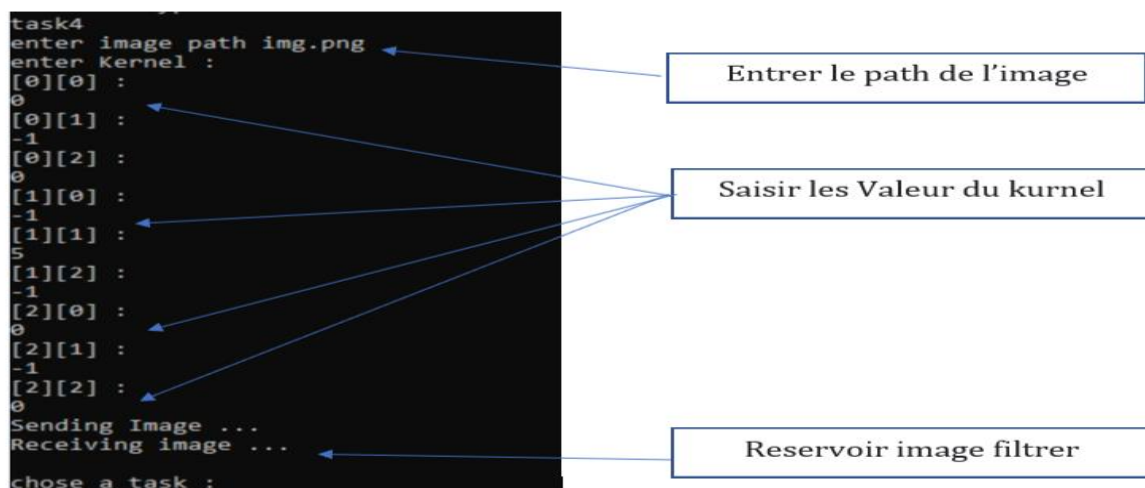 task4
enter image path img.png
enter Kernel :
[0][0] :
0
[0][1] :
-1
[0][2] :
0
[1][0] :
-1
[1][1] :
5
[1][2] :
-1
[2][0] :
0
[2][1] :
-1
[2][2] :
0
Sending Image ...
Receiving image ...
chose a task :
Entrer le path de l’image
Saisir les Valeur du kurnel
Reservoir image filtrer